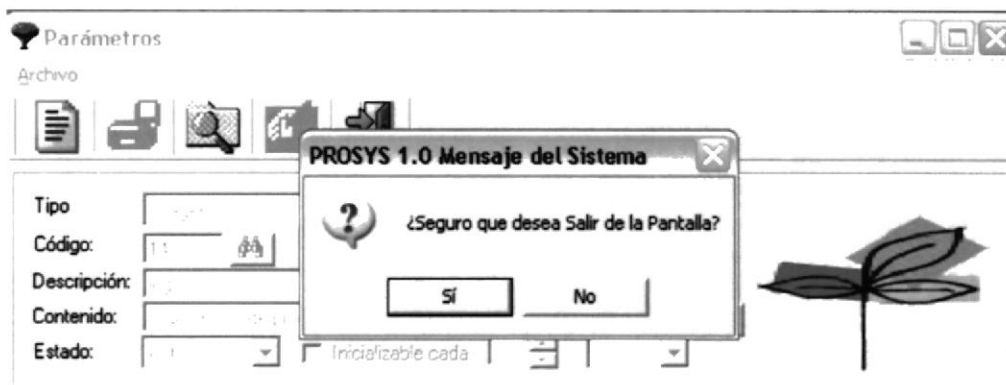 Parámetros
Archivo
PROSYS 1.0 Mensaje del Sistema
¿Seguro que desea Salir de la Pantalla?
Sí No
Tipo
Código:
Descripción:
Contenido:
Estado: Inicializable cada